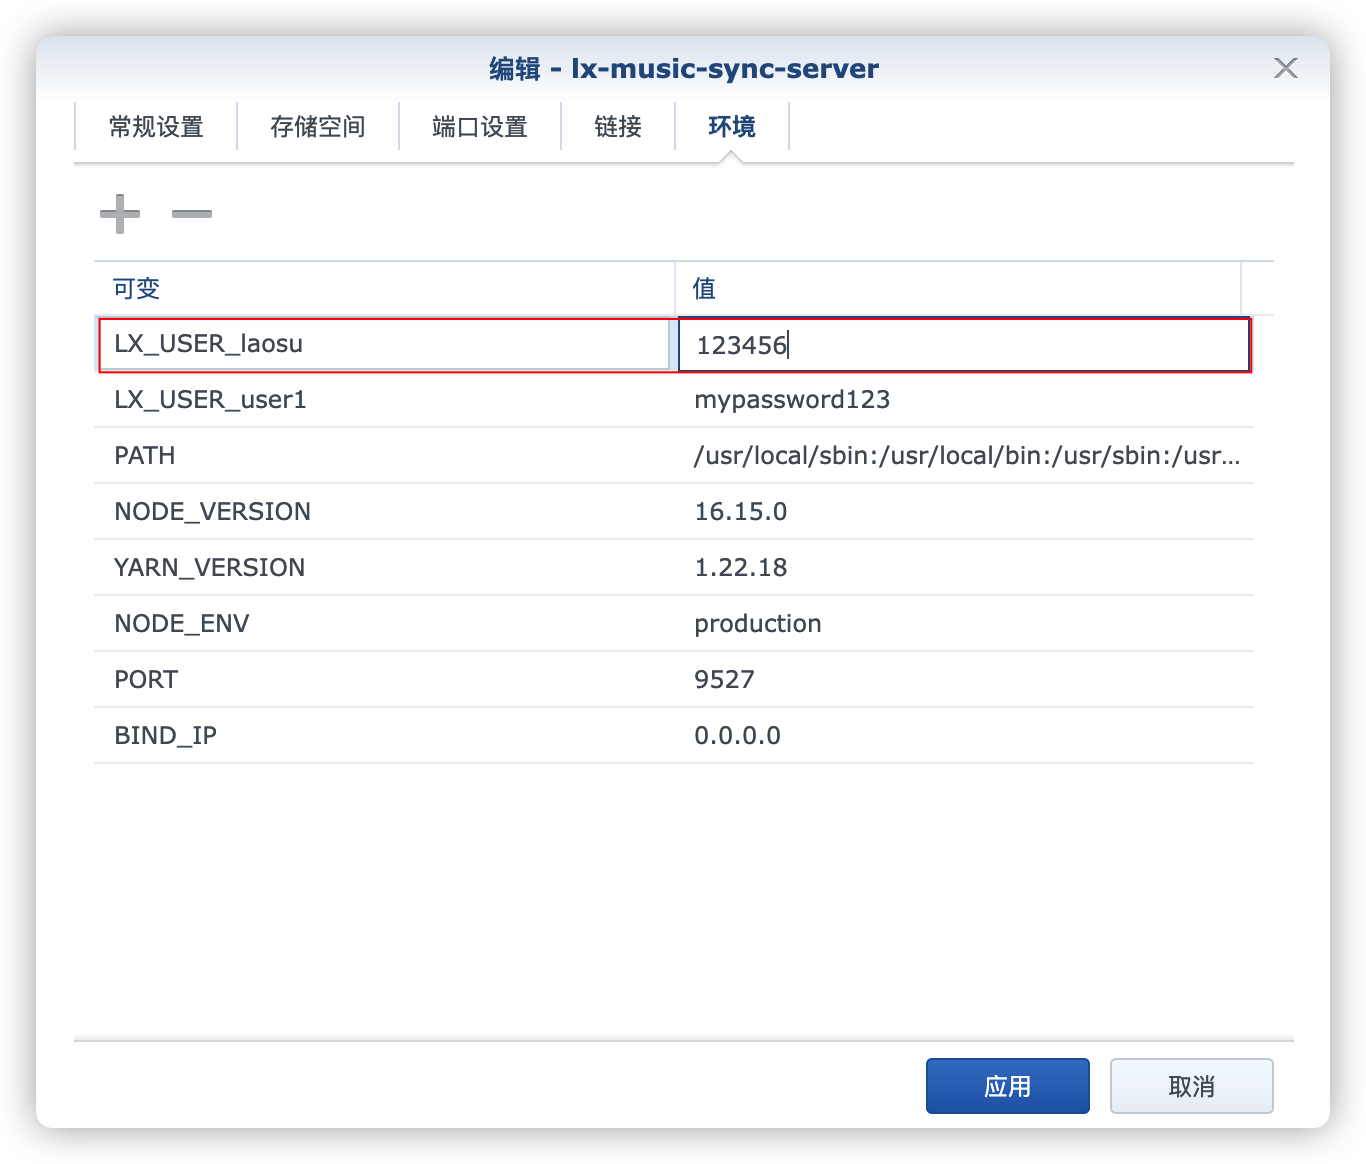 编辑 - lx-music-sync-server
常规设置 存储空间 端口设置 链接 环境
可变 值
LX_USER_laosu 123456
LX_USER_user1 mypassword123
PATH /usr/local/sbin:/usr/local/bin:/usr/sbin:/usr...
NODE_VERSION 16.15.0
YARN_VERSION 1.22.18
NODE_ENV production
PORT 9527
BIND_IP 0.0.0.0
应用 取消